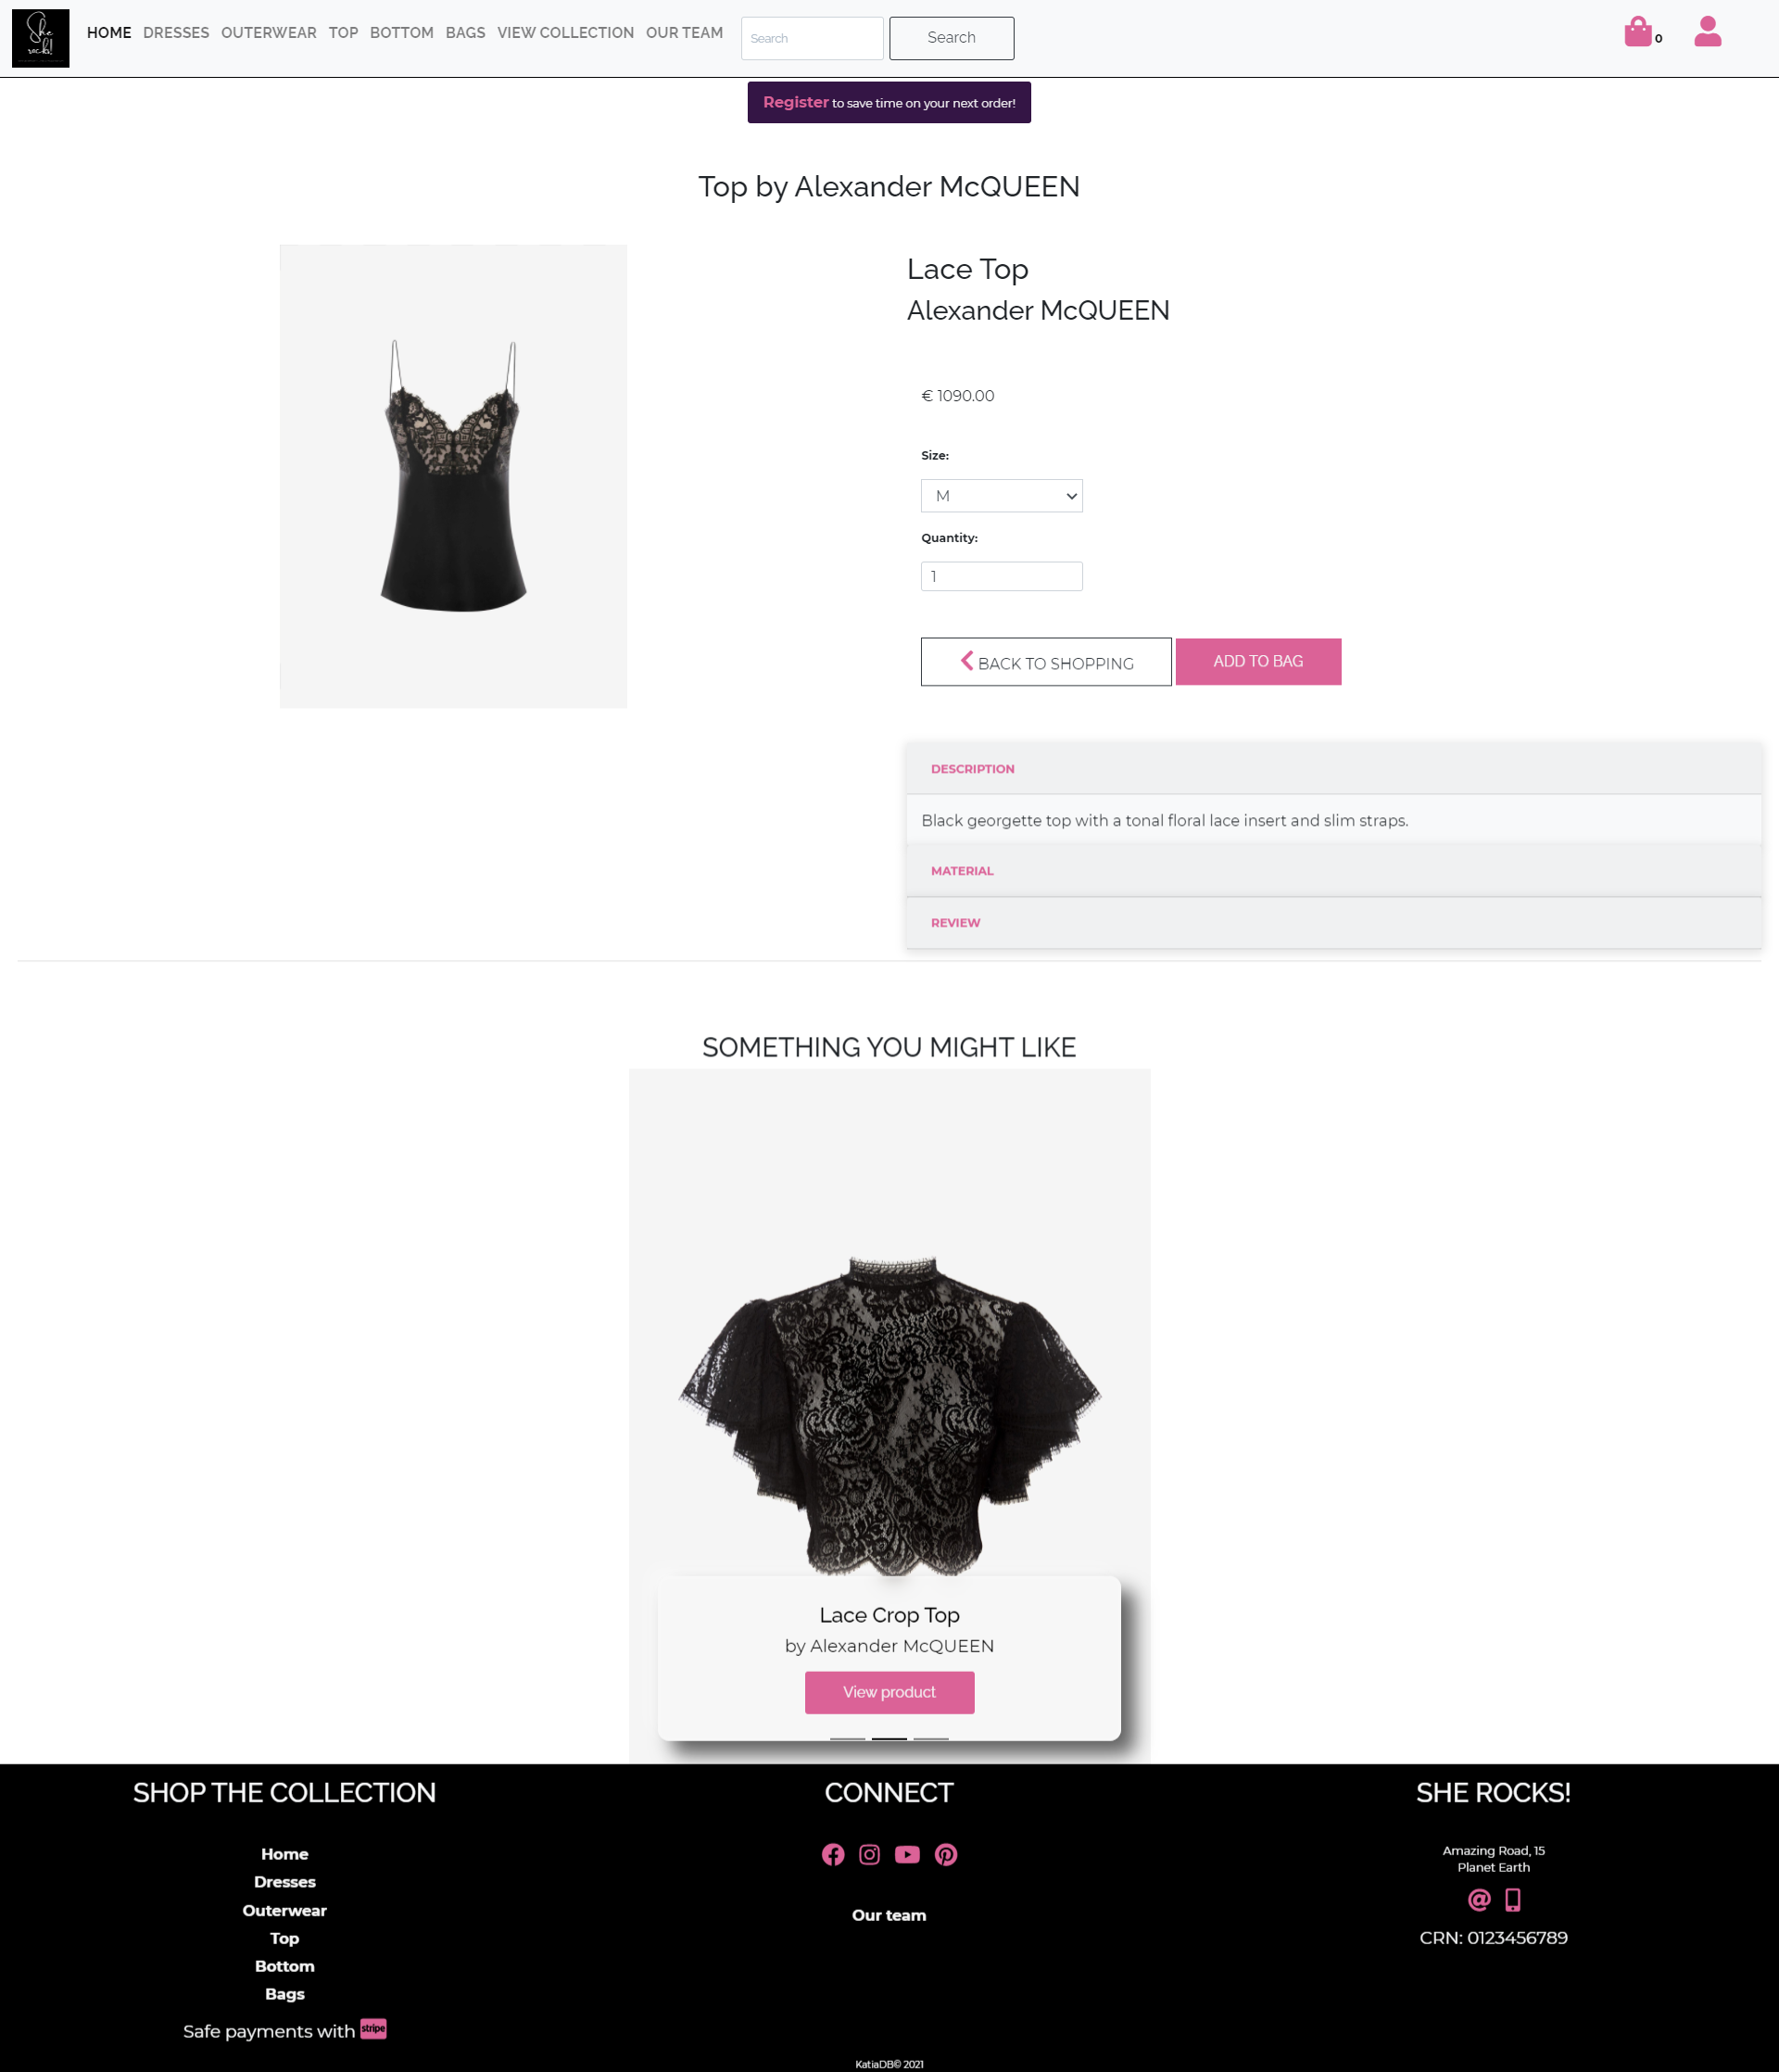 She
rocks!
HOME DRESSES OUTERWEAR TOP BOTTOM BAGS VIEW COLLECTION OUR TEAM Search Search 0
Register to save time on your next order!
Top by Alexander McQUEEN
Lace Top
Alexander McQUEEN
€ 1090.00
Size:
M
Quantity:
1
BACK TO SHOPPING ADD TO BAG
DESCRIPTION
Black georgette top with a tonal floral lace insert and slim straps.
MATERIAL
REVIEW
SOMETHING YOU MIGHT LIKE
Lace Crop Top
by Alexander McQUEEN
View product
SHOP THE COLLECTION
Home
Dresses
Outerwear
Top
Bottom
Bags
Safe payments with stripe
CONNECT
Our team
SHE ROCKS!
Amazing Road, 15
Planet Earth
CRN: 0123456789
KatiaDB© 2021